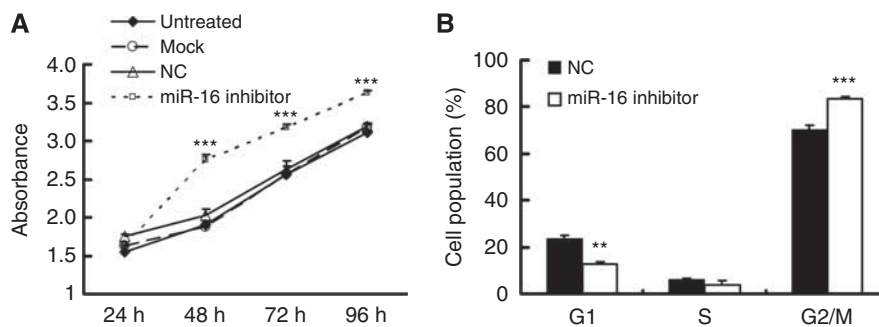 A
Untreated
Mock
NC
miR-16 inhibitor
Absorbance
4.0
3.5
3.0
2.5
2.0
1.5
1
***
***
***
24 h 48 h 72 h 96 h
B
NC
miR-16 inhibitor
Cell population (%)
100
80
60
40
20
0
**
***
G1 S G2/M